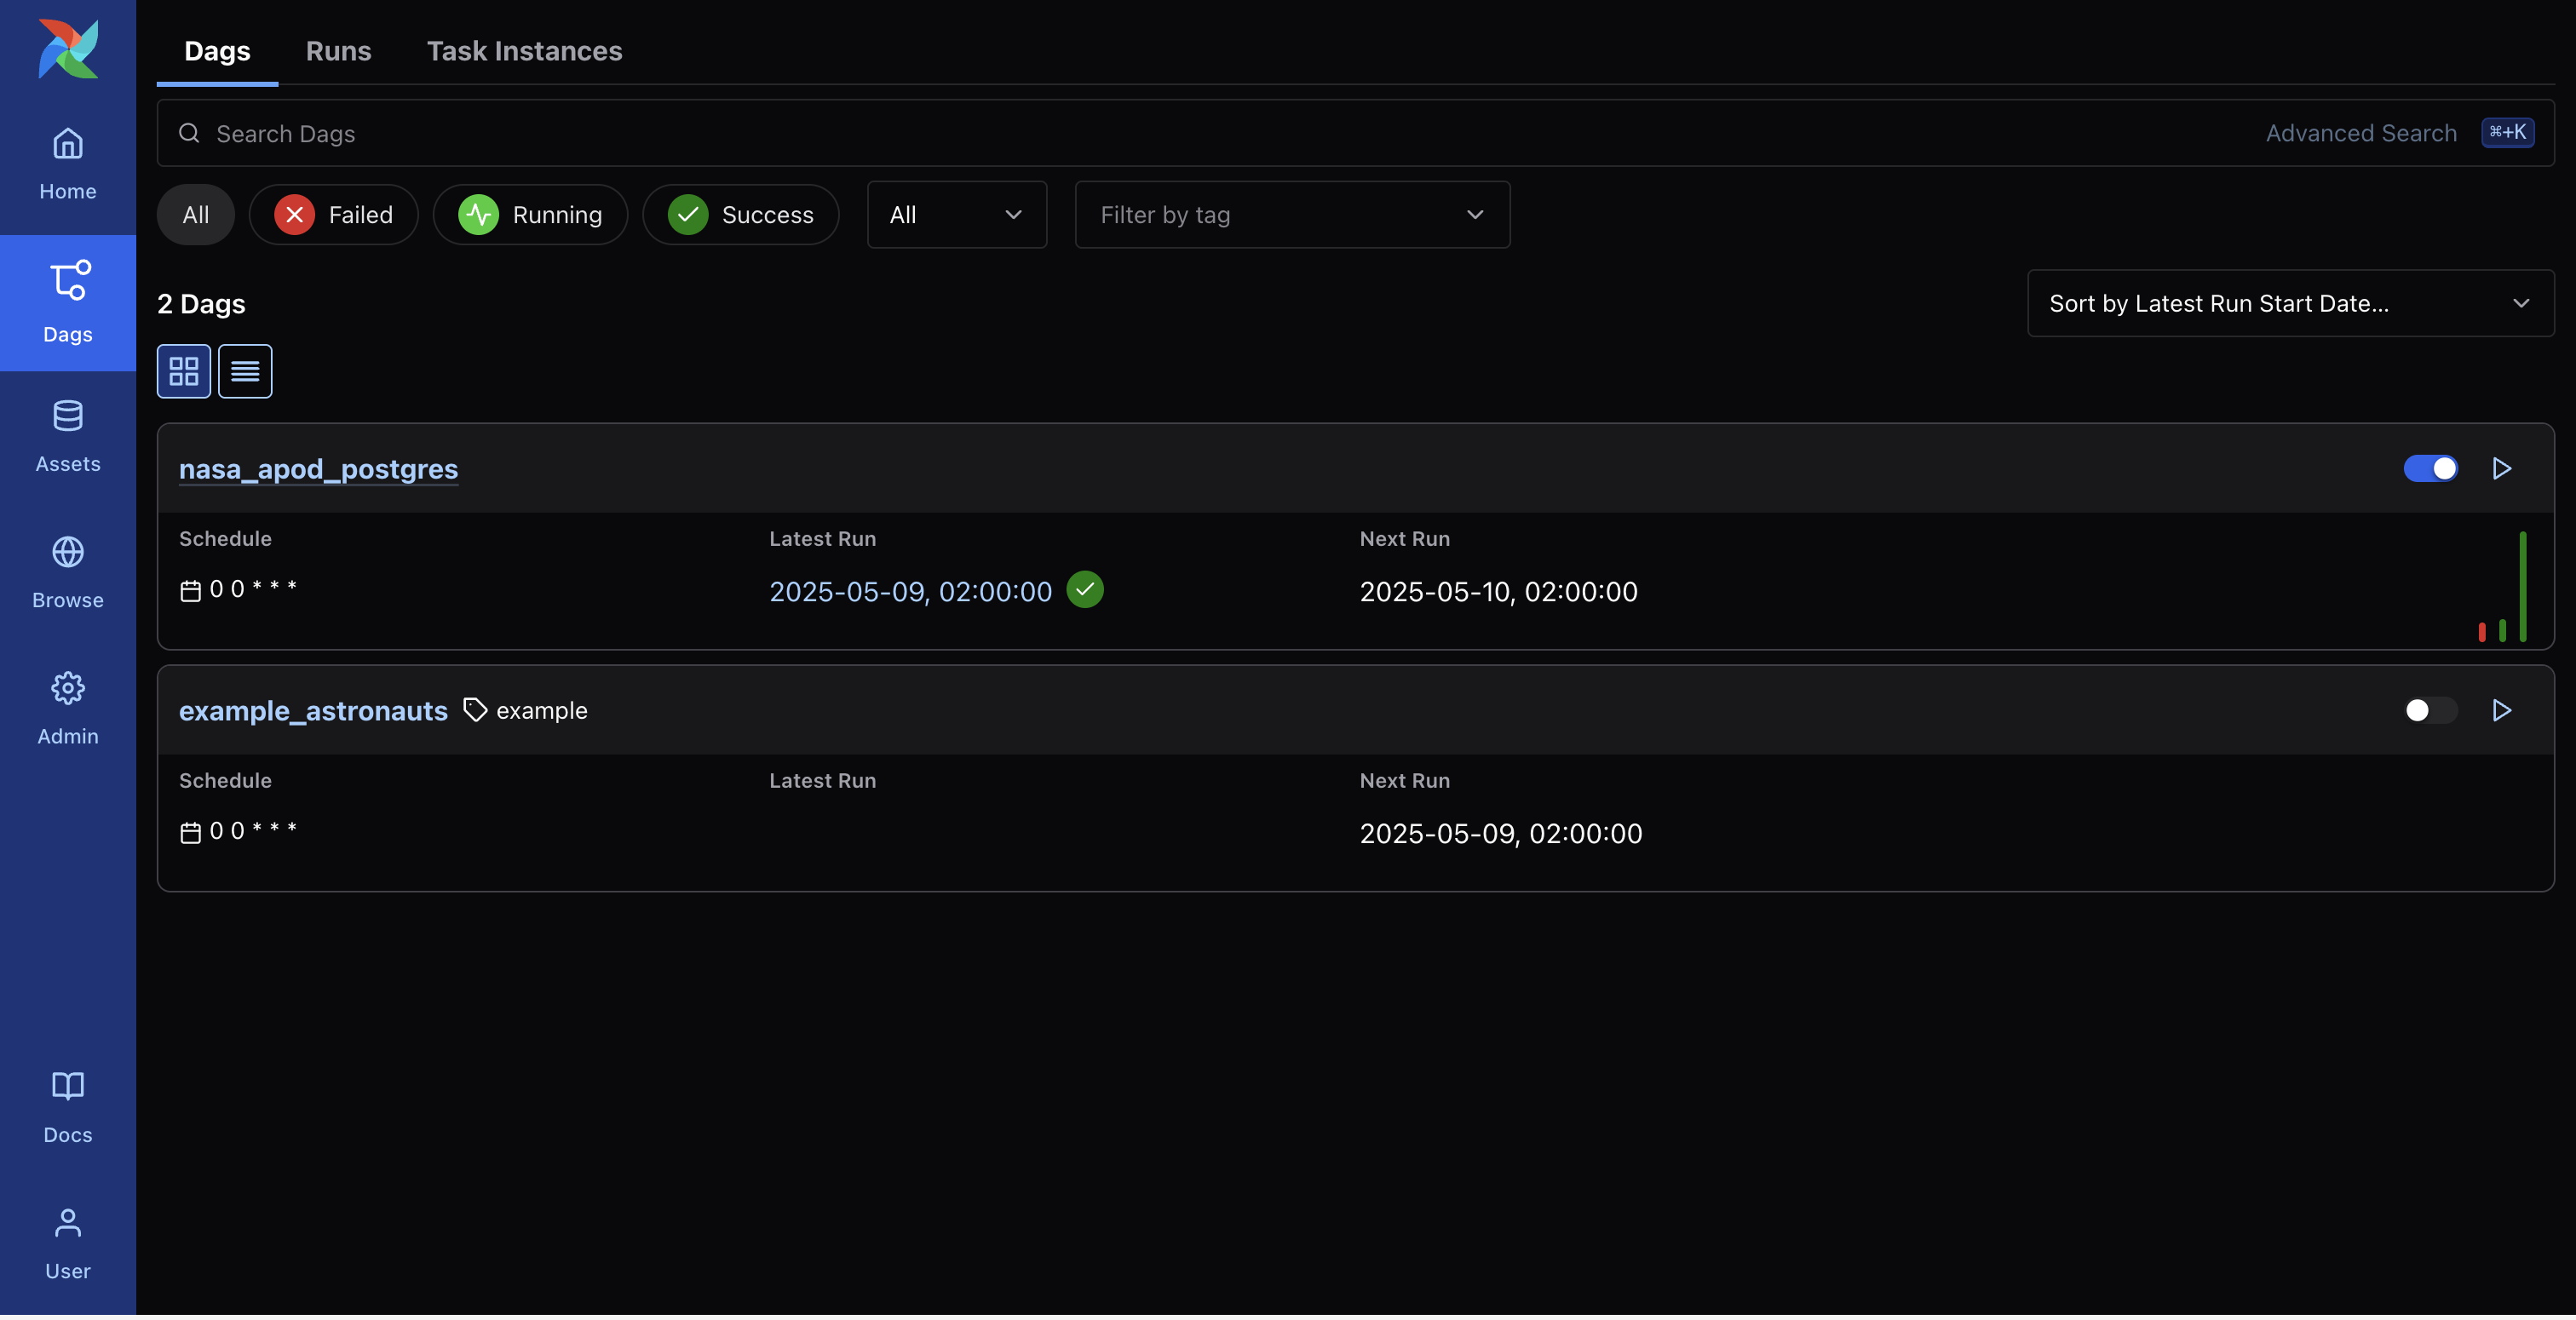 Dags Runs Task Instances
Search Dags Advanced Search ⌘+K
Home
All Failed Running Success All Filter by tag
2 Dags Sort by Latest Run Start Date...
Dags
Assets
nasa_apod_postgres
Schedule Latest Run Next Run
0 0 * * * 2025-05-09, 02:00:00 2025-05-10, 02:00:00
Browse
example_astronauts example
Admin
Schedule Latest Run Next Run
0 0 * * * 2025-05-09, 02:00:00
Docs
User